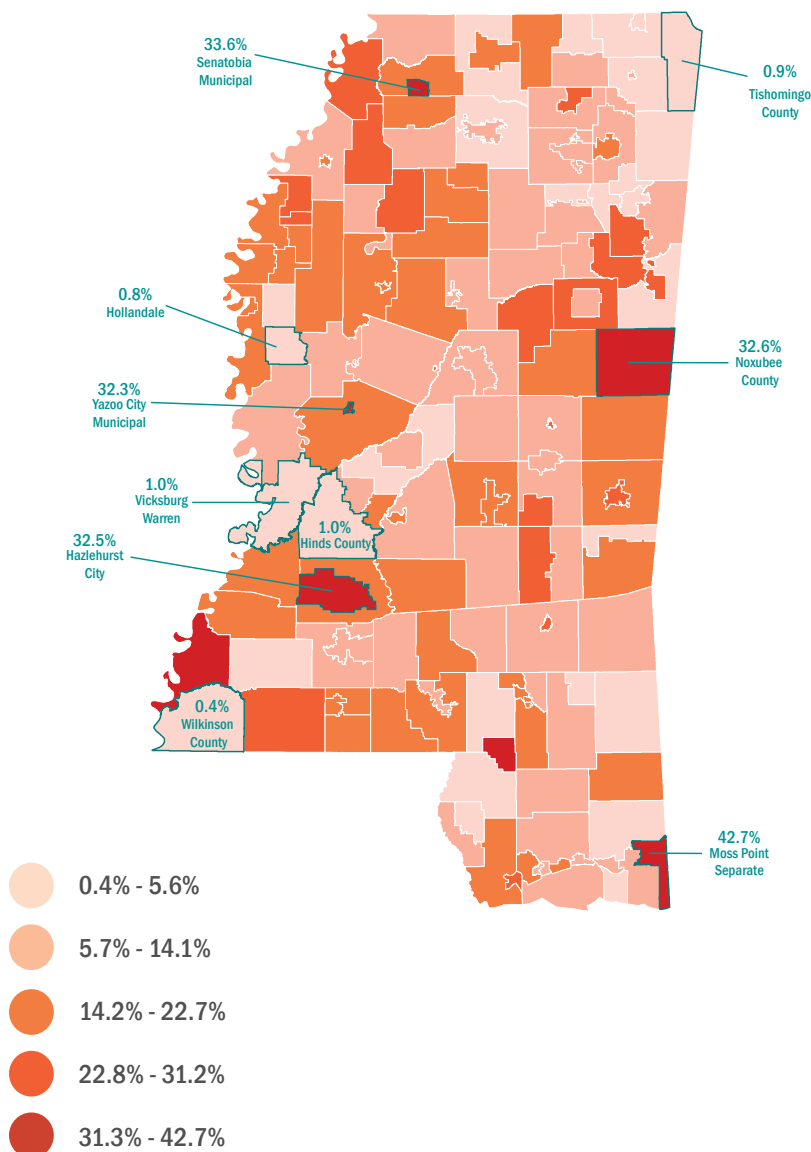 33.6%
Senatobia
Municipal
0.9%
Tishomingo
County
0.8%
Hollandale
32.6%
Noxubee
County
32.3%
Yazoo City
Municipal
1.0%
Vicksburg
Warren
1.0%
Hinds County
32.5%
Hazlehurst
City
0.4%
Wilkinson
County
42.7%
Moss Point
Separate
0.4% - 5.6%
5.7% - 14.1%
14.2% - 22.7%
22.8% - 31.2%
31.3% - 42.7%